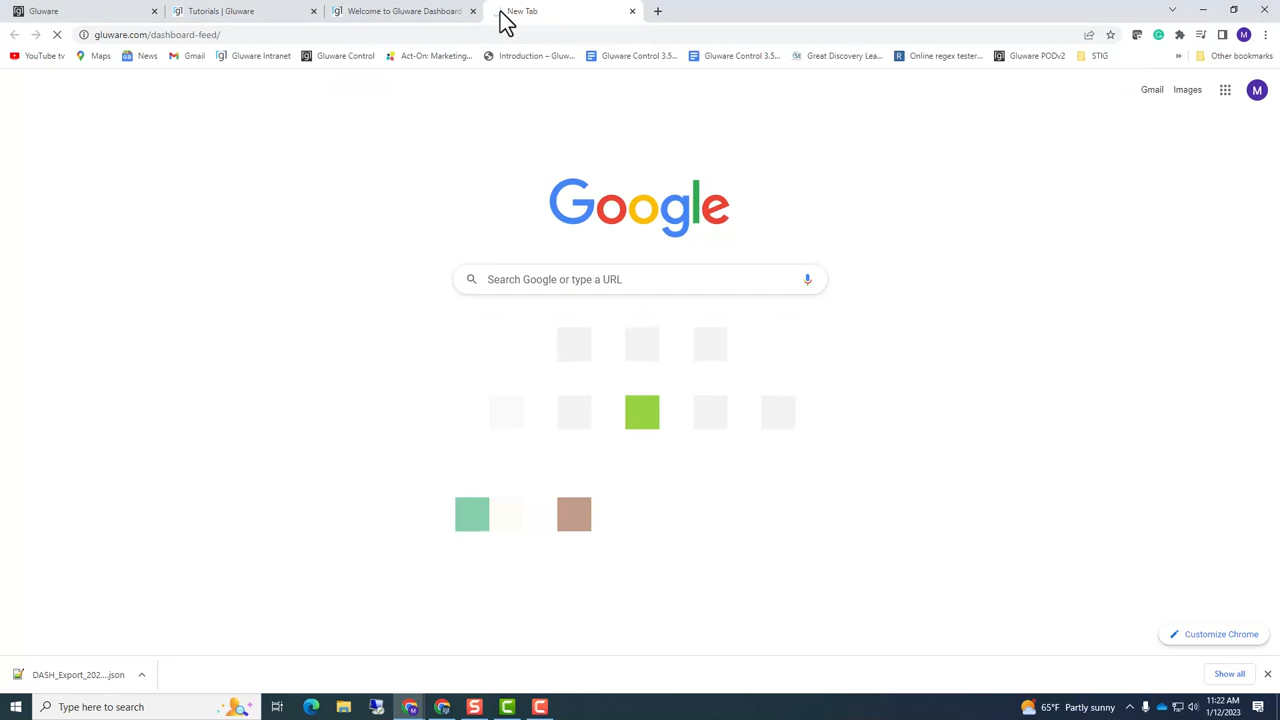 Gluware
Tutorials | Gluware
Welcome to Gluware Dashboard
New Tab
gluware.com/dashboard-feed/
M
YouTube tv
Maps
News
Gmail
Gluware Intranet
Gluware Control
Act-On: Marketing...
Introduction – Gluw...
Gluware Control 3.5...
Gluware Control 3.5...
Great Discovery Lea...
Online regex tester...
Gluware PODv2
STIG
»
Other bookmarks
Gmail
Images
M
Google
Search Google or type a URL
Customize Chrome
DASH_Export_202....json
Show all
Type here to search
65°F Partly sunny
11:22 AM
1/12/2023